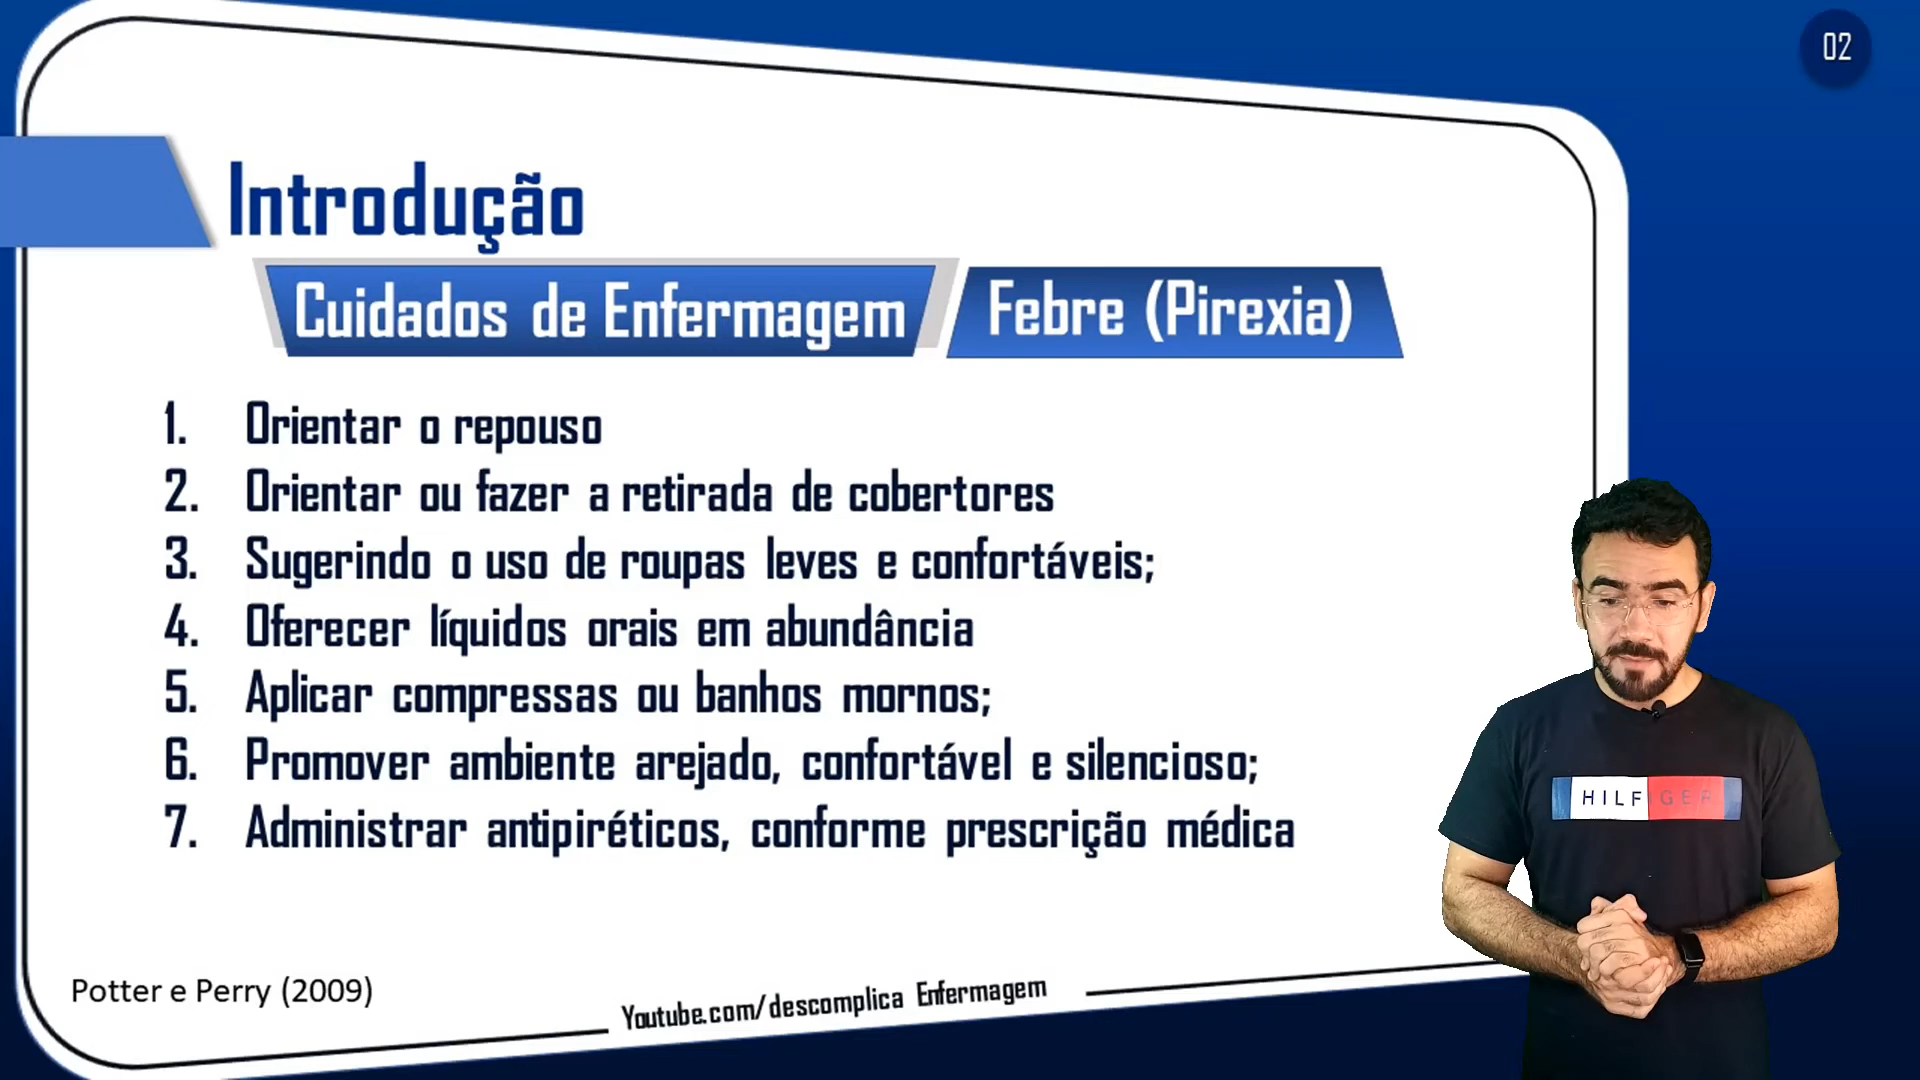 02
Introdução
Cuidados de Enfermagem
Febre (Pirexia)
1. Orientar o repouso
2. Orientar ou fazer a retirada de cobertores
3. Sugerindo o uso de roupas leves e confortáveis;
4. Oferecer líquidos orais em abundância
5. Aplicar compressas ou banhos mornos;
6. Promover ambiente arejado, confortável e silencioso;
7. Administrar antipiréticos, conforme prescrição médica
HILFIGER
Potter e Perry (2009)
Youtube.com/descomplica Enfermagem